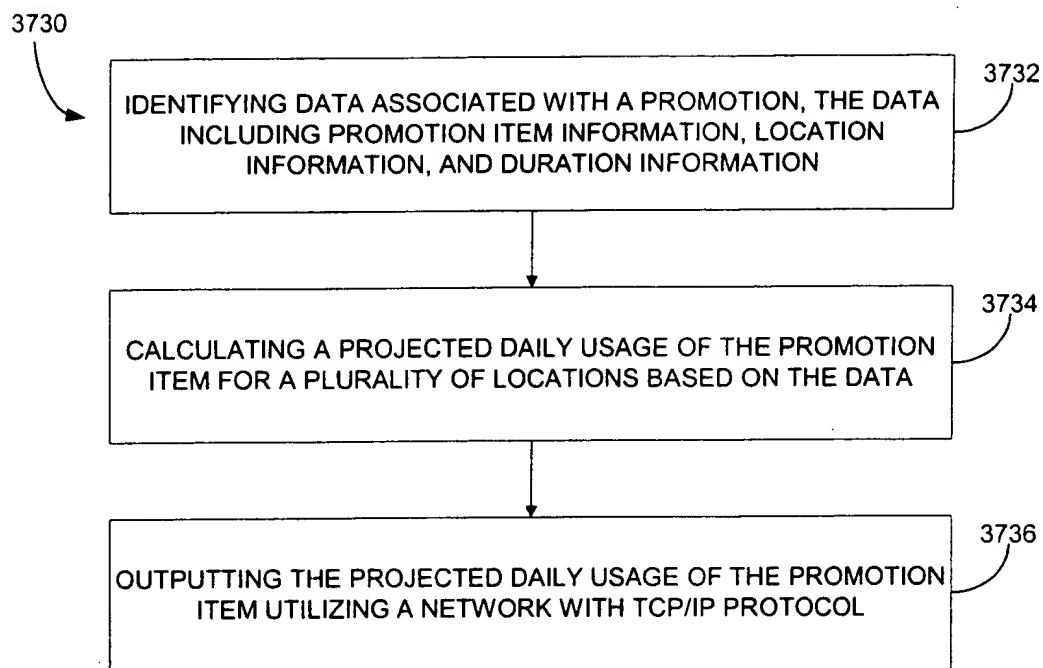 3730
3732
IDENTIFYING DATA ASSOCIATED WITH A PROMOTION, THE DATA
INCLUDING PROMOTION ITEM INFORMATION, LOCATION
INFORMATION, AND DURATION INFORMATION
3734
CALCULATING A PROJECTED DAILY USAGE OF THE PROMOTION
ITEM FOR A PLURALITY OF LOCATIONS BASED ON THE DATA
3736
OUTPUTTING THE PROJECTED DAILY USAGE OF THE PROMOTION
ITEM UTILIZING A NETWORK WITH TCP/IP PROTOCOL